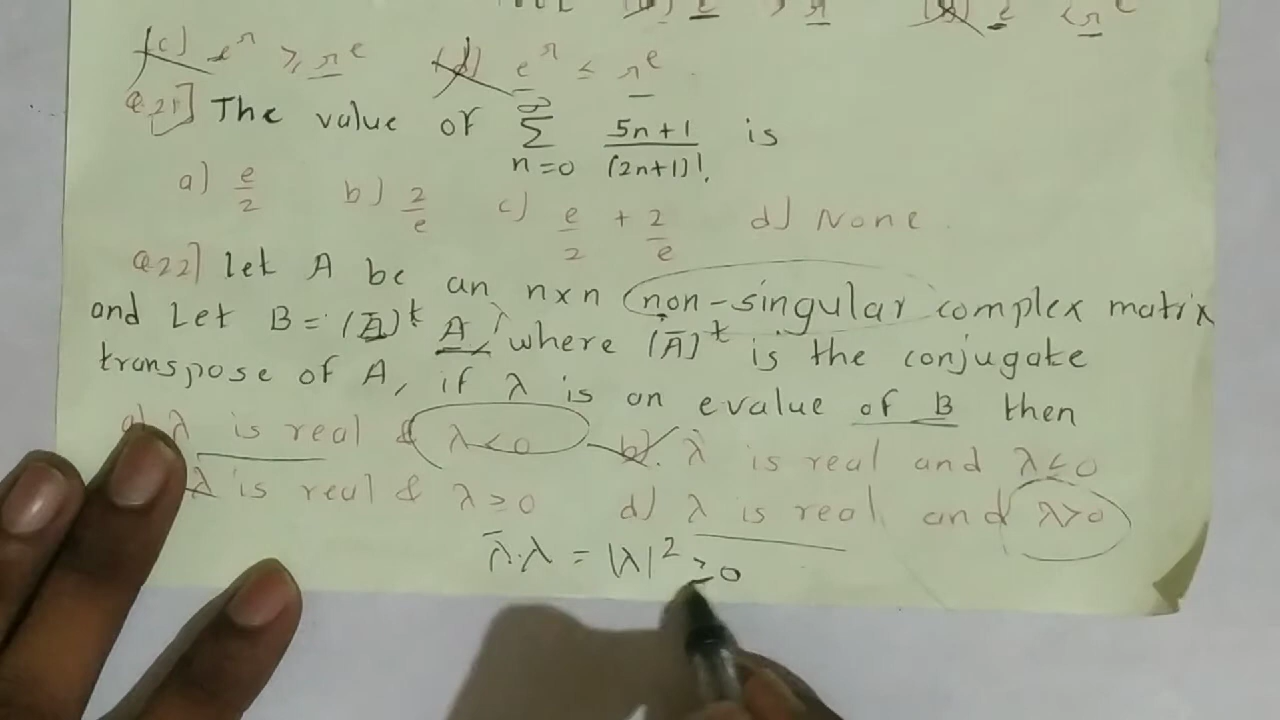 (c) e^π ≥ π^e (d) e^π ≤ π^e
Q.21] The value of ∞ Σ n=0 5n+1 / (2n+1)! is
a) e/2 b) 2/e c) e/2 + 2/e d) None
Q22] Let A be an nxn non-singular complex matrix
and Let B = (Ā)^t A, where (Ā)^t is the conjugate
transpose of A, if λ is an evalue of B then
a) λ is real & λ<0 b) λ is real and λ≤0
λ is real & λ≥0 d) λ is real and λ>0
λ̄.λ = |λ|² ≥0